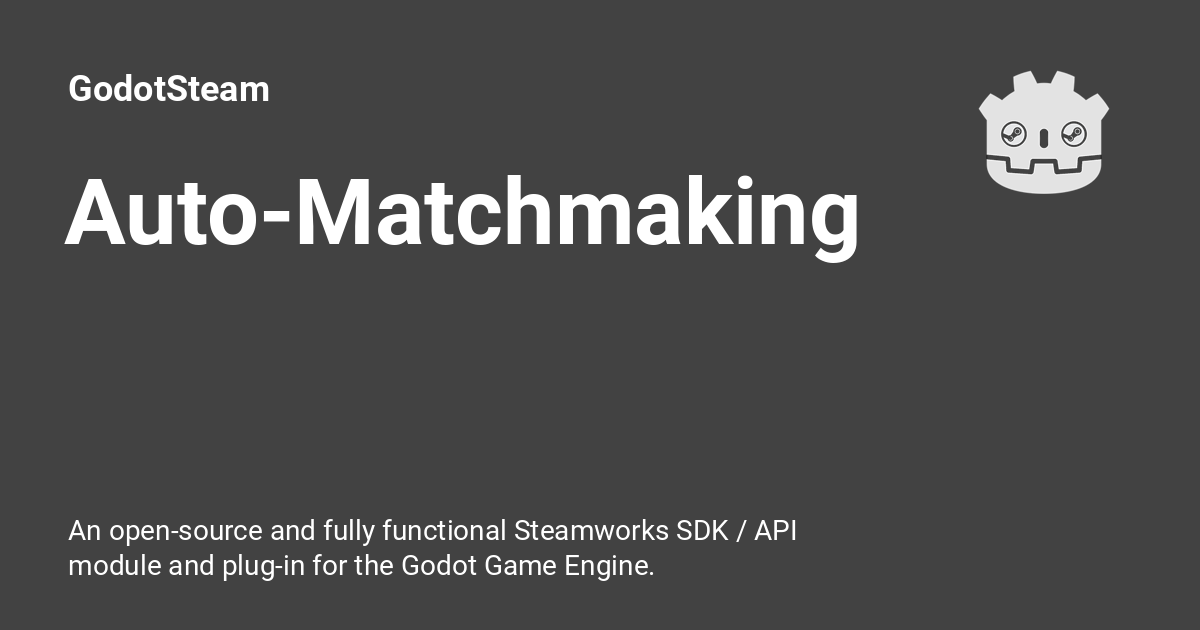 GodotSteam
Auto-Matchmaking
An open-source and fully functional Steamworks SDK / API
module and plug-in for the Godot Game Engine.